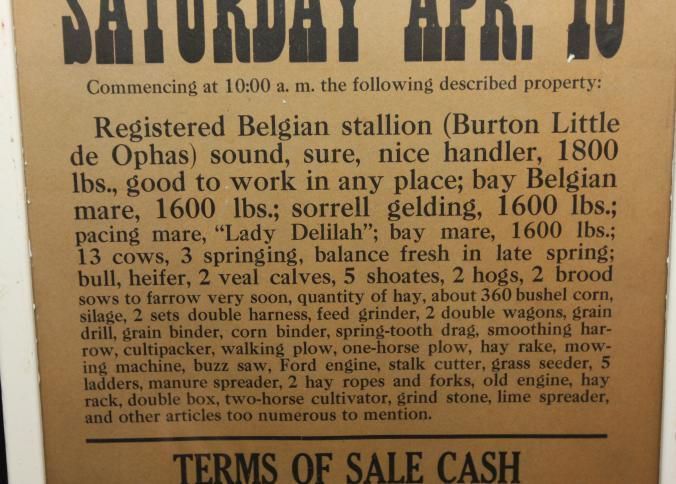 SATURDAY APR. 10
Commencing at 10:00 a. m. the following described property:
Registered Belgian stallion (Burton Little
de Ophas) sound, sure, nice handler, 1800
lbs., good to work in any place; bay Belgian
mare, 1600 lbs.; sorrell gelding, 1600 lbs.;
pacing mare, “Lady Delilah”; bay mare, 1600 lbs.;
13 cows, 3 springing, balance fresh in late spring;
bull, heifer, 2 veal calves, 5 shoates, 2 hogs, 2 brood
sows to farrow very soon, quantity of hay, about 360 bushel corn,
silage, 2 sets double harness, feed grinder, 2 double wagons, grain
drill, grain binder, corn binder, spring-tooth drag, smoothing har-
row, cultipacker, walking plow, one-horse plow, hay rake, mow-
ing machine, buzz saw, Ford engine, stalk cutter, grass seeder, 5
ladders, manure spreader, 2 hay ropes and forks, old engine, hay
rack, double box, two-horse cultivator, grind stone, lime spreader,
and other articles too numerous to mention.
TERMS OF SALE CASH